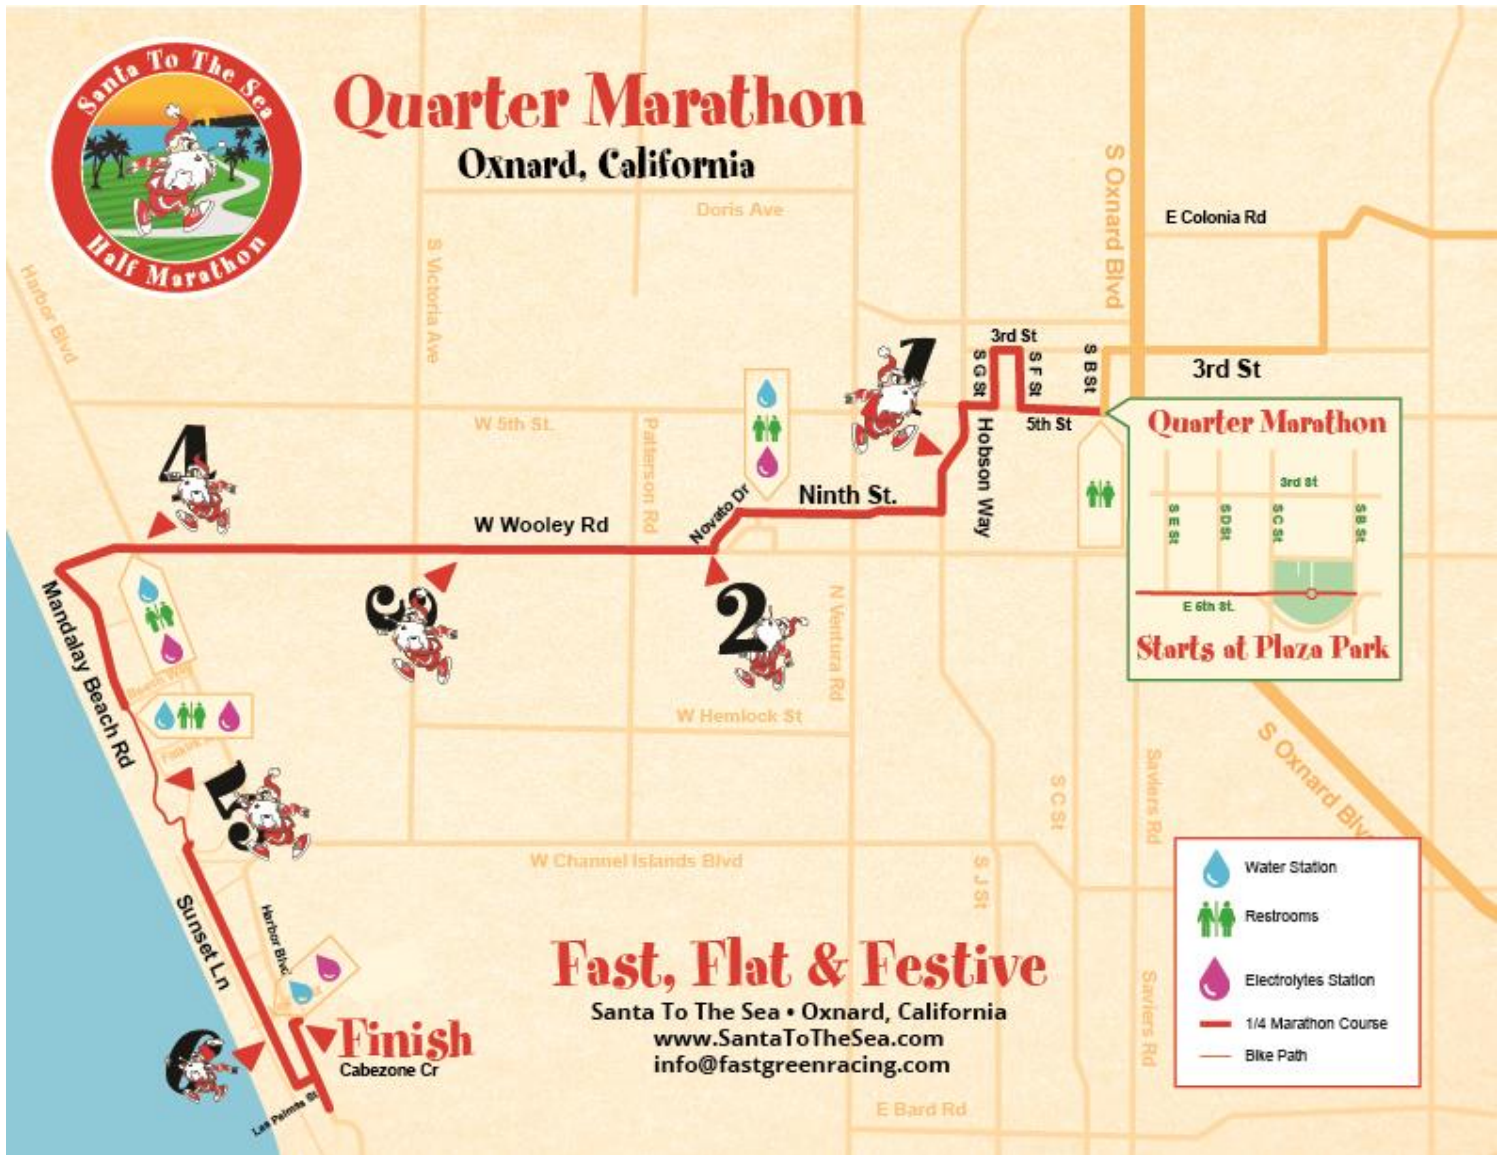 Santa To The Sea
Half Marathon
Quarter Marathon
Oxnard, California
Doris Ave
S Victoria Ave
Harbor Blvd
S Oxnard Blvd
E Colonia Rd
3rd St
S G St
S F St
S B St
3rd St
1
5th St
Hobson Way
W 5th St.
Patterson Rd
Novato Dr
Ninth St.
W Wooley Rd
4
3
2
N Ventura Rd
Quarter Marathon
3rd St
S E St
S D St
S C St
S B St
E 6th St.
Starts at Plaza Park
Mandalay Beach Rd
W Hemlock St
S Oxnard Blv
Saviers Rd
S C St
5
W Channel Islands Blvd
S J St
Sunset Ln
Harbor Blvd
Water Station
Restrooms
Electrolytes Station
1/4 Marathon Course
Bike Path
Saviers Rd
Fast, Flat & Festive
Santa To The Sea • Oxnard, California
www.SantaToTheSea.com
info@fastgreenracing.com
6
Finish
Cabezone Cr
Las Palmas St
E Bard Rd